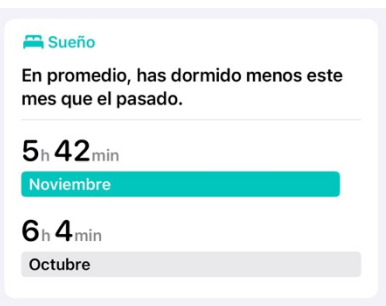 Sueño
En promedio, has dormido menos este
mes que el pasado.
5h 42min
Noviembre
6h 4min
Octubre